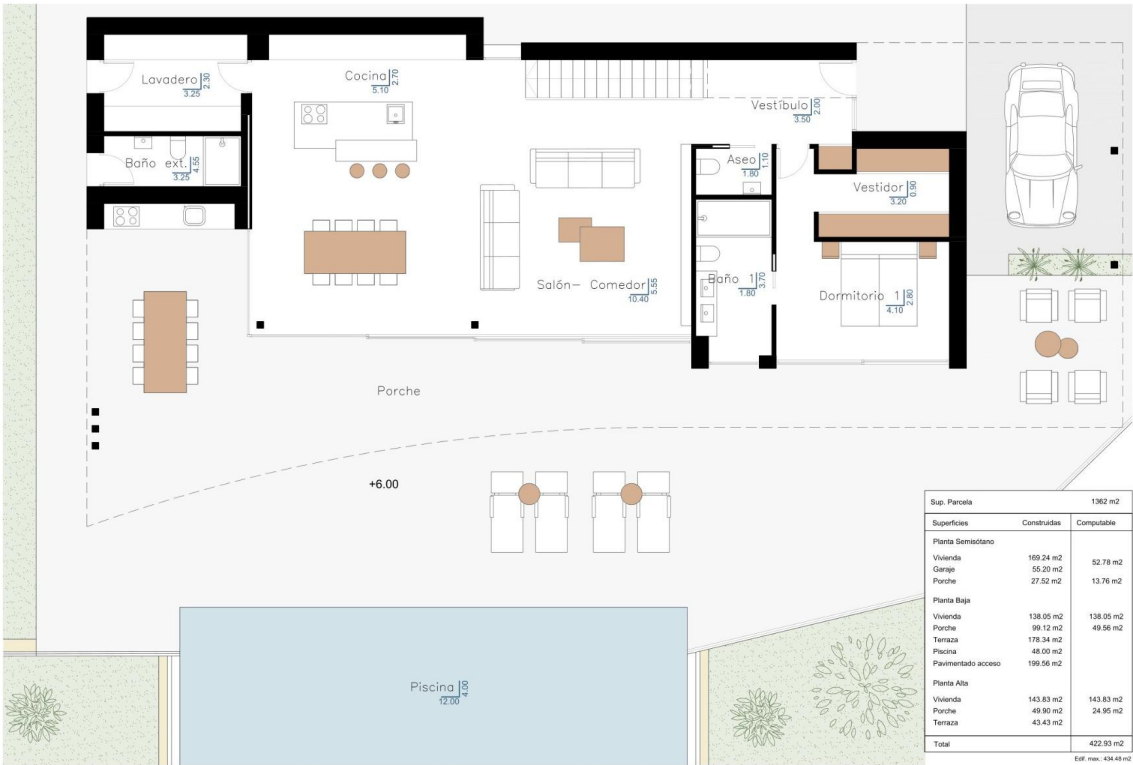 Lavadero
3.25
2.30
Cocina
5.10
2.70
Vestíbulo
3.50
2.00
Baño ext.
3.25
4.55
Aseo
1.80
1.10
Vestidor
3.20
0.90
Salón- Comedor
10.40
5.55
Baño 1
1.80
3.70
Dormitorio 1
4.10
2.80
Porche
+6.00
Piscina
12.00
4.00
Sup. Parcela 1362 m2
Superficies Construidas Computable
Planta Semisótano
Vivienda 169.24 m2
52.78 m2
Garaje 55.20 m2
Porche 27.52 m2 13.76 m2
Planta Baja
Vivienda 138.05 m2 138.05 m2
Porche 99.12 m2 49.56 m2
Terraza 178.34 m2
Piscina 48.00 m2
Pavimentado acceso 199.56 m2
Planta Alta
Vivienda 143.83 m2 143.83 m2
Porche 49.90 m2 24.95 m2
Terraza 43.43 m2
Total 422.93 m2
Edif. max.: 434.48 m2